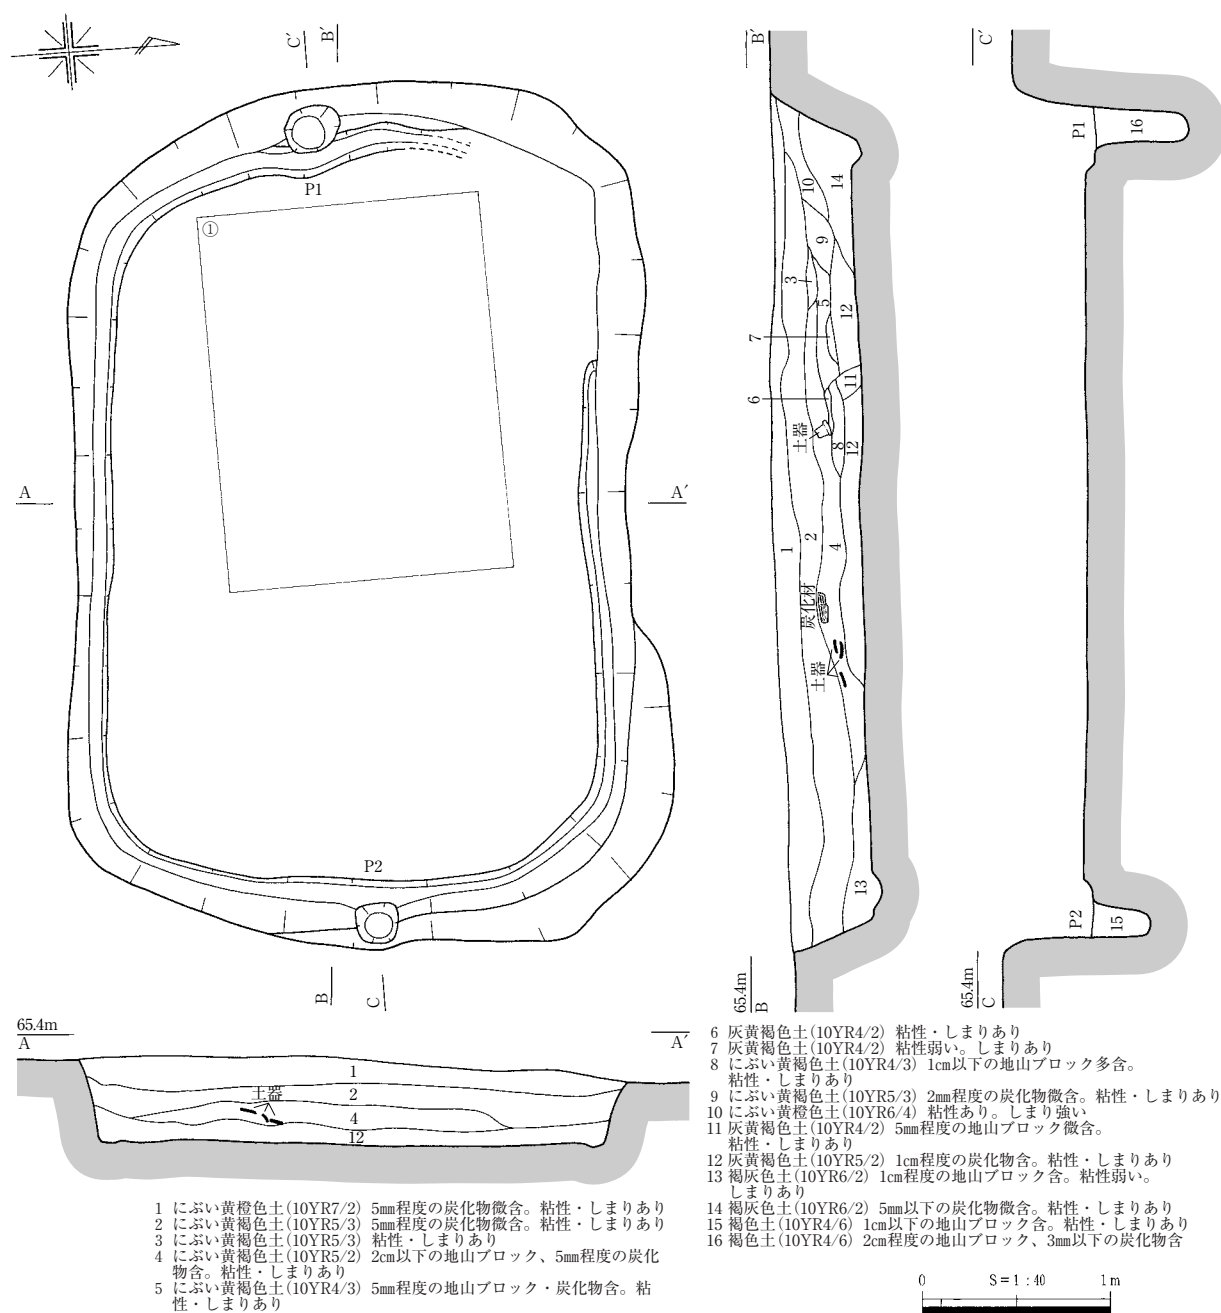 C′
B′
P1
①
A
A′
P2
B
C
B′
10
14
9
3
5
12
7
11
6
土器
8
12
1
2
4
炭化材
土器
13
65.4m
B
C′
P1
16
P2
15
65.4m
C
65.4m
A
A′
1
土器
2
4
12
1 にぶい黄橙色土(10YR7/2) 5㎜程度の炭化物微含。粘性・しまりあり
2 にぶい黄褐色土(10YR5/3) 5㎜程度の炭化物微含。粘性・しまりあり
3 にぶい黄褐色土(10YR5/3) 粘性・しまりあり
4 にぶい黄褐色土(10YR5/2) 2㎝以下の地山ブロック、5㎜程度の炭化
物含。粘性・しまりあり
5 にぶい黄褐色土(10YR4/3) 5㎜程度の地山ブロック・炭化物含。粘
性・しまりあり
6 灰黄褐色土(10YR4/2) 粘性・しまりあり
7 灰黄褐色土(10YR4/2) 粘性弱い。しまりあり
8 にぶい黄褐色土(10YR4/3) 1㎝以下の地山ブロック多含。
粘性・しまりあり
9 にぶい黄褐色土(10YR5/3) 2㎜程度の炭化物微含。粘性・しまりあり
10 にぶい黄橙色土(10YR6/4) 粘性あり。しまり強い
11 灰黄褐色土(10YR4/2) 5㎜程度の地山ブロック微含。
粘性・しまりあり
12 灰黄褐色土(10YR5/2) 1㎝程度の炭化物含。粘性・しまりあり
13 褐灰色土(10YR6/2) 1㎝程度の地山ブロック含。粘性弱い。
しまりあり
14 褐灰色土(10YR6/2) 5㎜以下の炭化物微含。粘性・しまりあり
15 褐色土(10YR4/6) 1㎝以下の地山ブロック含。粘性・しまりあり
16 褐色土(10YR4/6) 2㎝程度の地山ブロック、3㎜以下の炭化物含
0 S=1:40 1m